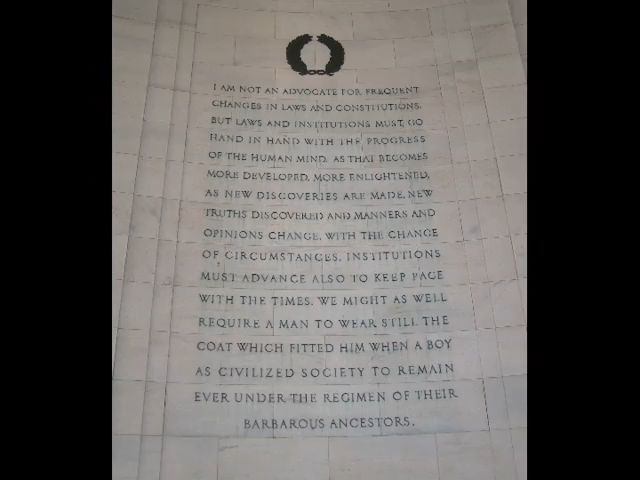 I AM NOT AN ADVOCATE FOR FREQUENT
CHANGES IN LAWS AND CONSTITUTIONS.
BUT LAWS AND INSTITUTIONS MUST GO
HAND IN HAND WITH THE PROGRESS
OF THE HUMAN MIND. AS THAT BECOMES
MORE DEVELOPED, MORE ENLIGHTENED,
AS NEW DISCOVERIES ARE MADE, NEW
TRUTHS DISCOVERED AND MANNERS AND
OPINIONS CHANGE, WITH THE CHANGE
OF CIRCUMSTANCES, INSTITUTIONS
MUST ADVANCE ALSO TO KEEP PACE
WITH THE TIMES. WE MIGHT AS WELL
REQUIRE A MAN TO WEAR STILL THE
COAT WHICH FITTED HIM WHEN A BOY
AS CIVILIZED SOCIETY TO REMAIN
EVER UNDER THE REGIMEN OF THEIR
BARBAROUS ANCESTORS.